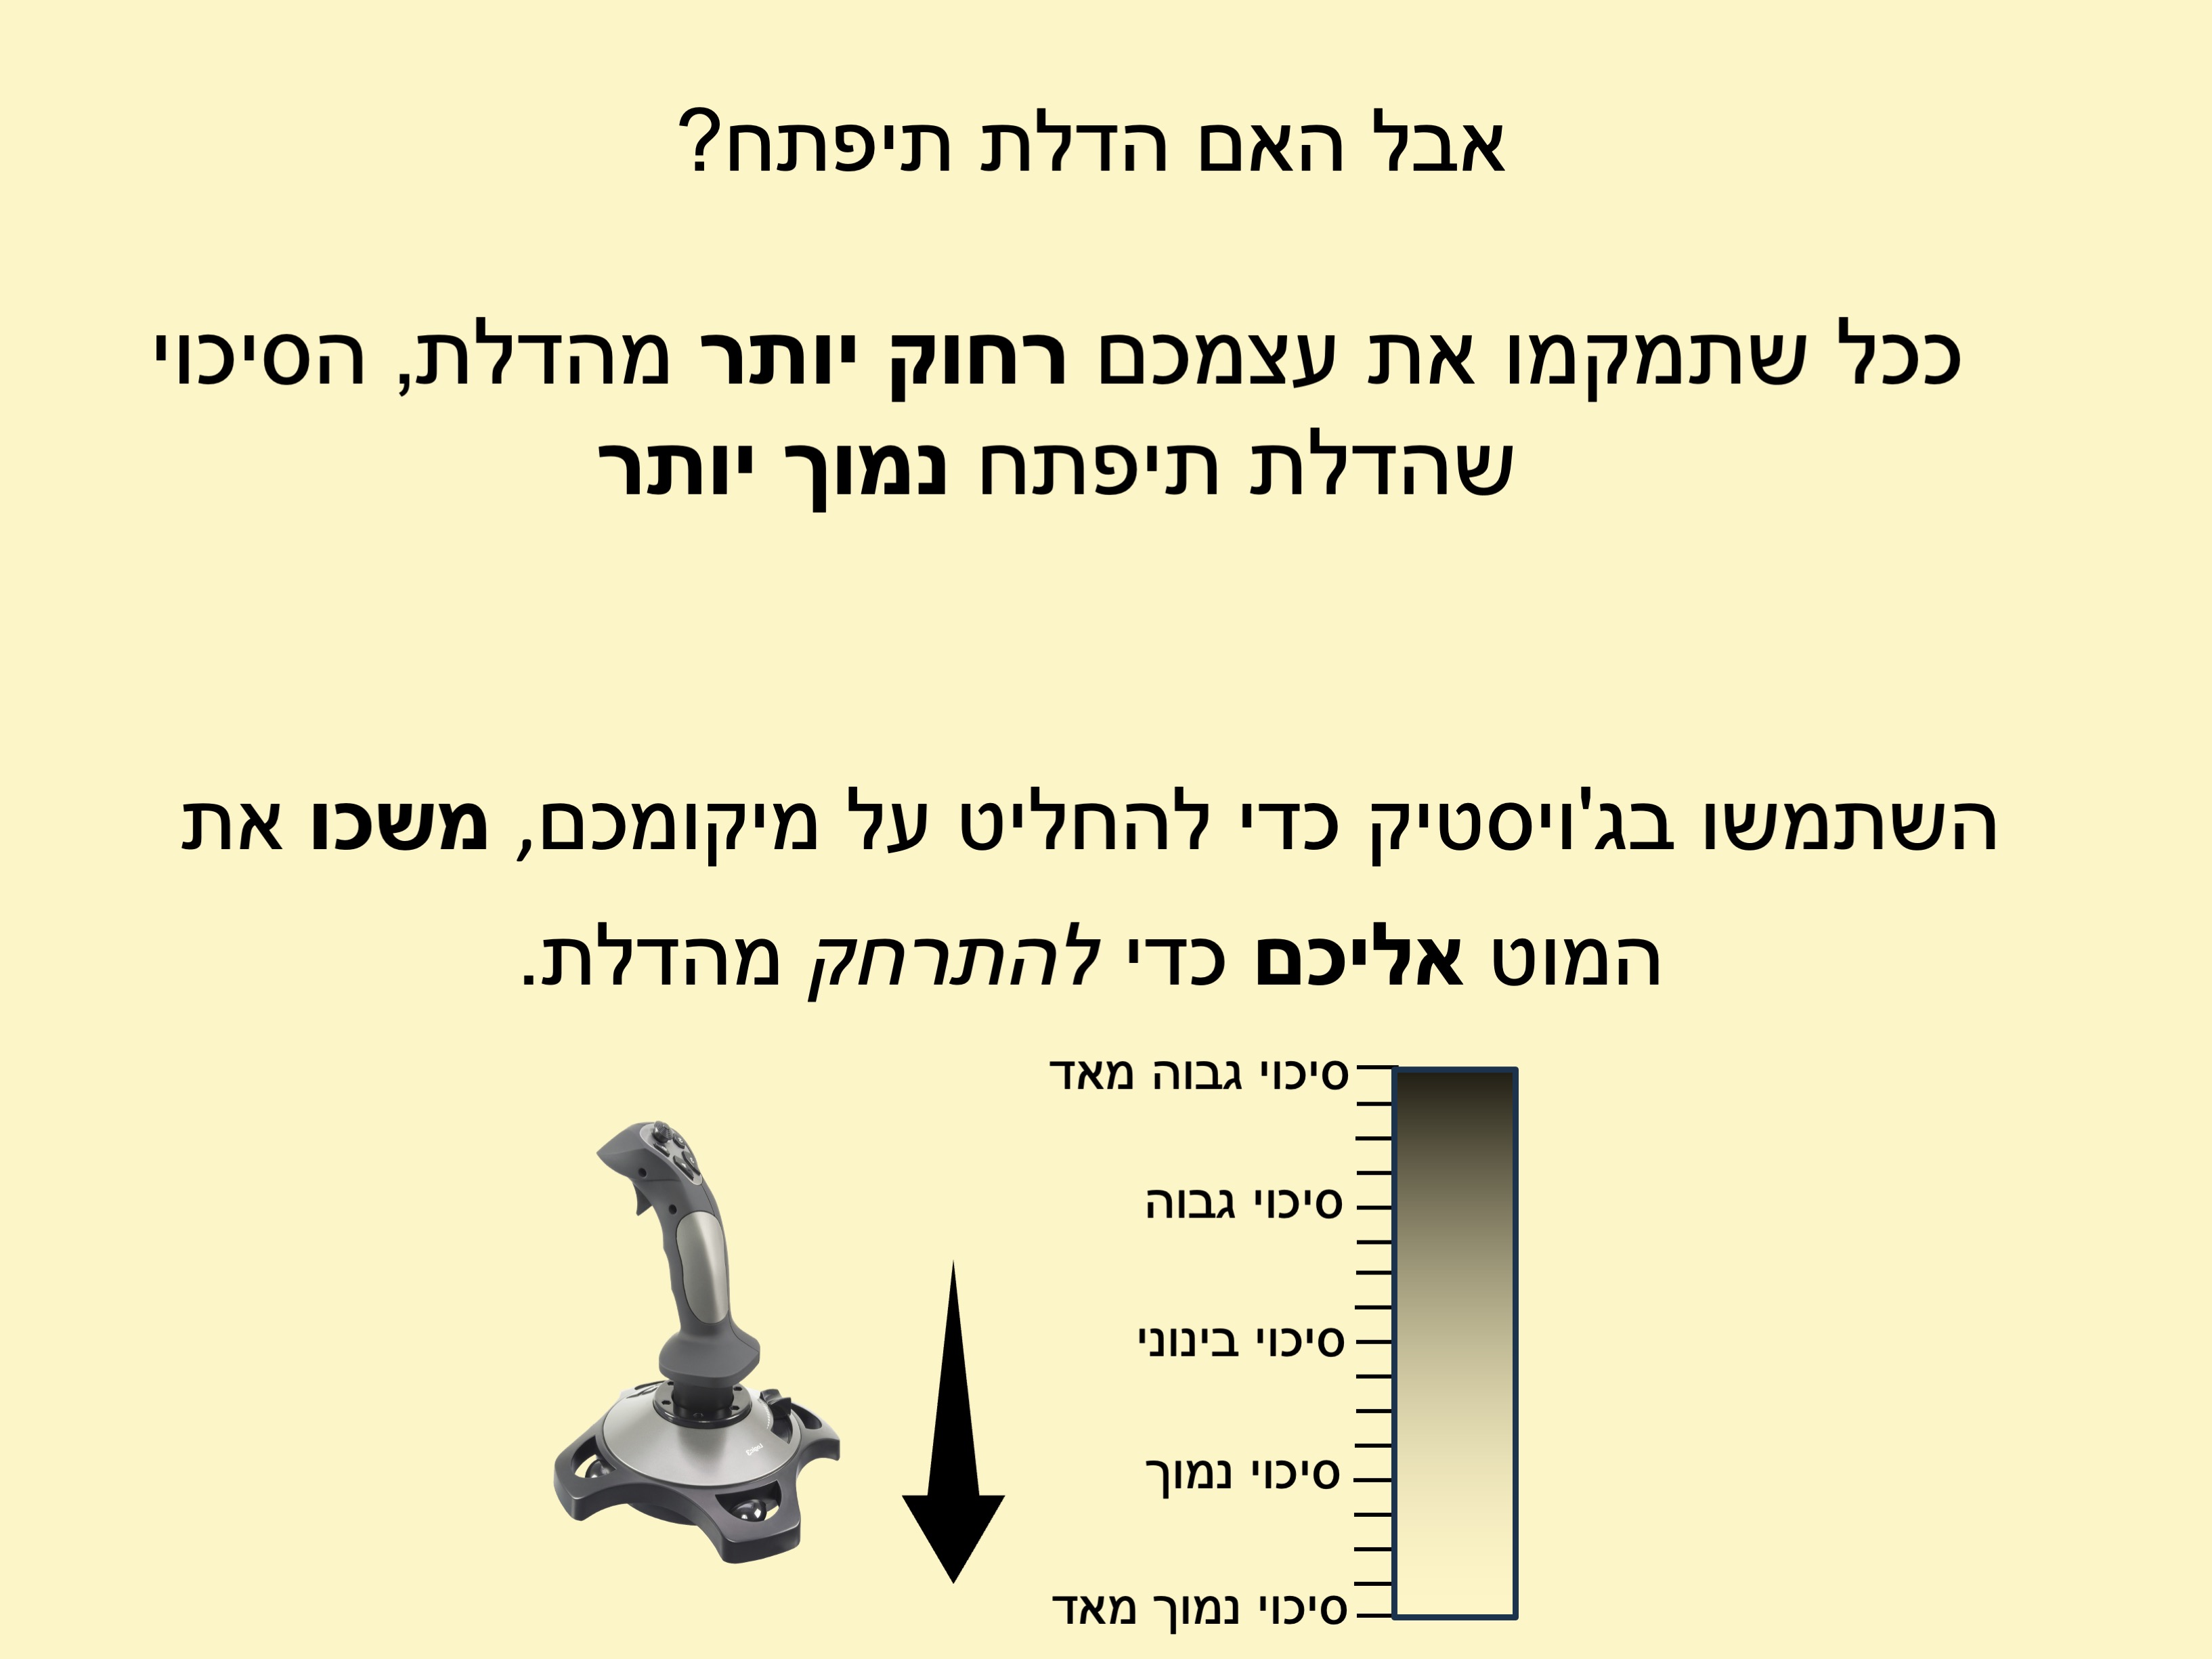 אבל האם הדלת תיפתח?
ככל שתמקמו את עצמכם רחוק יותר מהדלת, הסיכוי
שהדלת תיפתח נמוך יותר
השתמשו בג'ויסטיק כדי להחליט על מיקומכם, משכו את
המוט אליכם כדי להתרחק מהדלת.
סיכוי גבוה מאד
סיכוי גבוה
סיכוי בינוני
סיכוי נמוך
סיכוי נמוך מאד